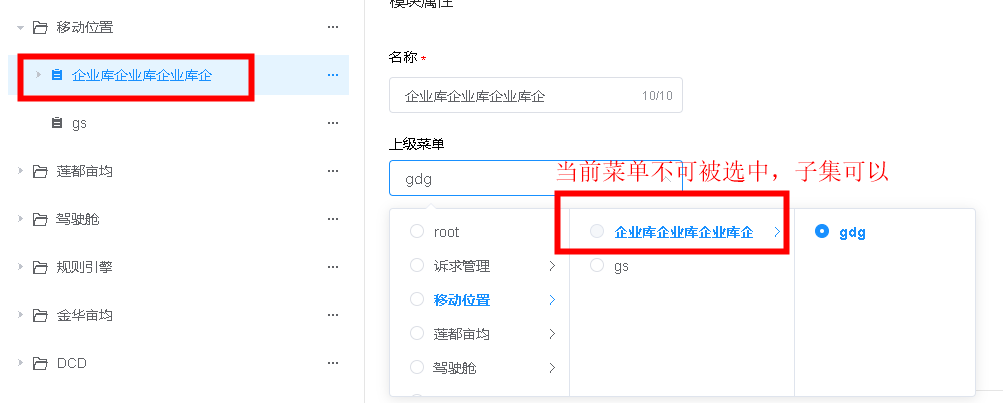 移动位置
企业库企业库企业库企
gs
莲都亩均
驾驶舱
规则引擎
金华亩均
DCD
模块属性
名称 *
企业库企业库企业库企
10/10
上级菜单
gdg
当前菜单不可被选中，子集可以
root
诉求管理
移动位置
莲都亩均
驾驶舱
企业库企业库企业库企
gs
gdg